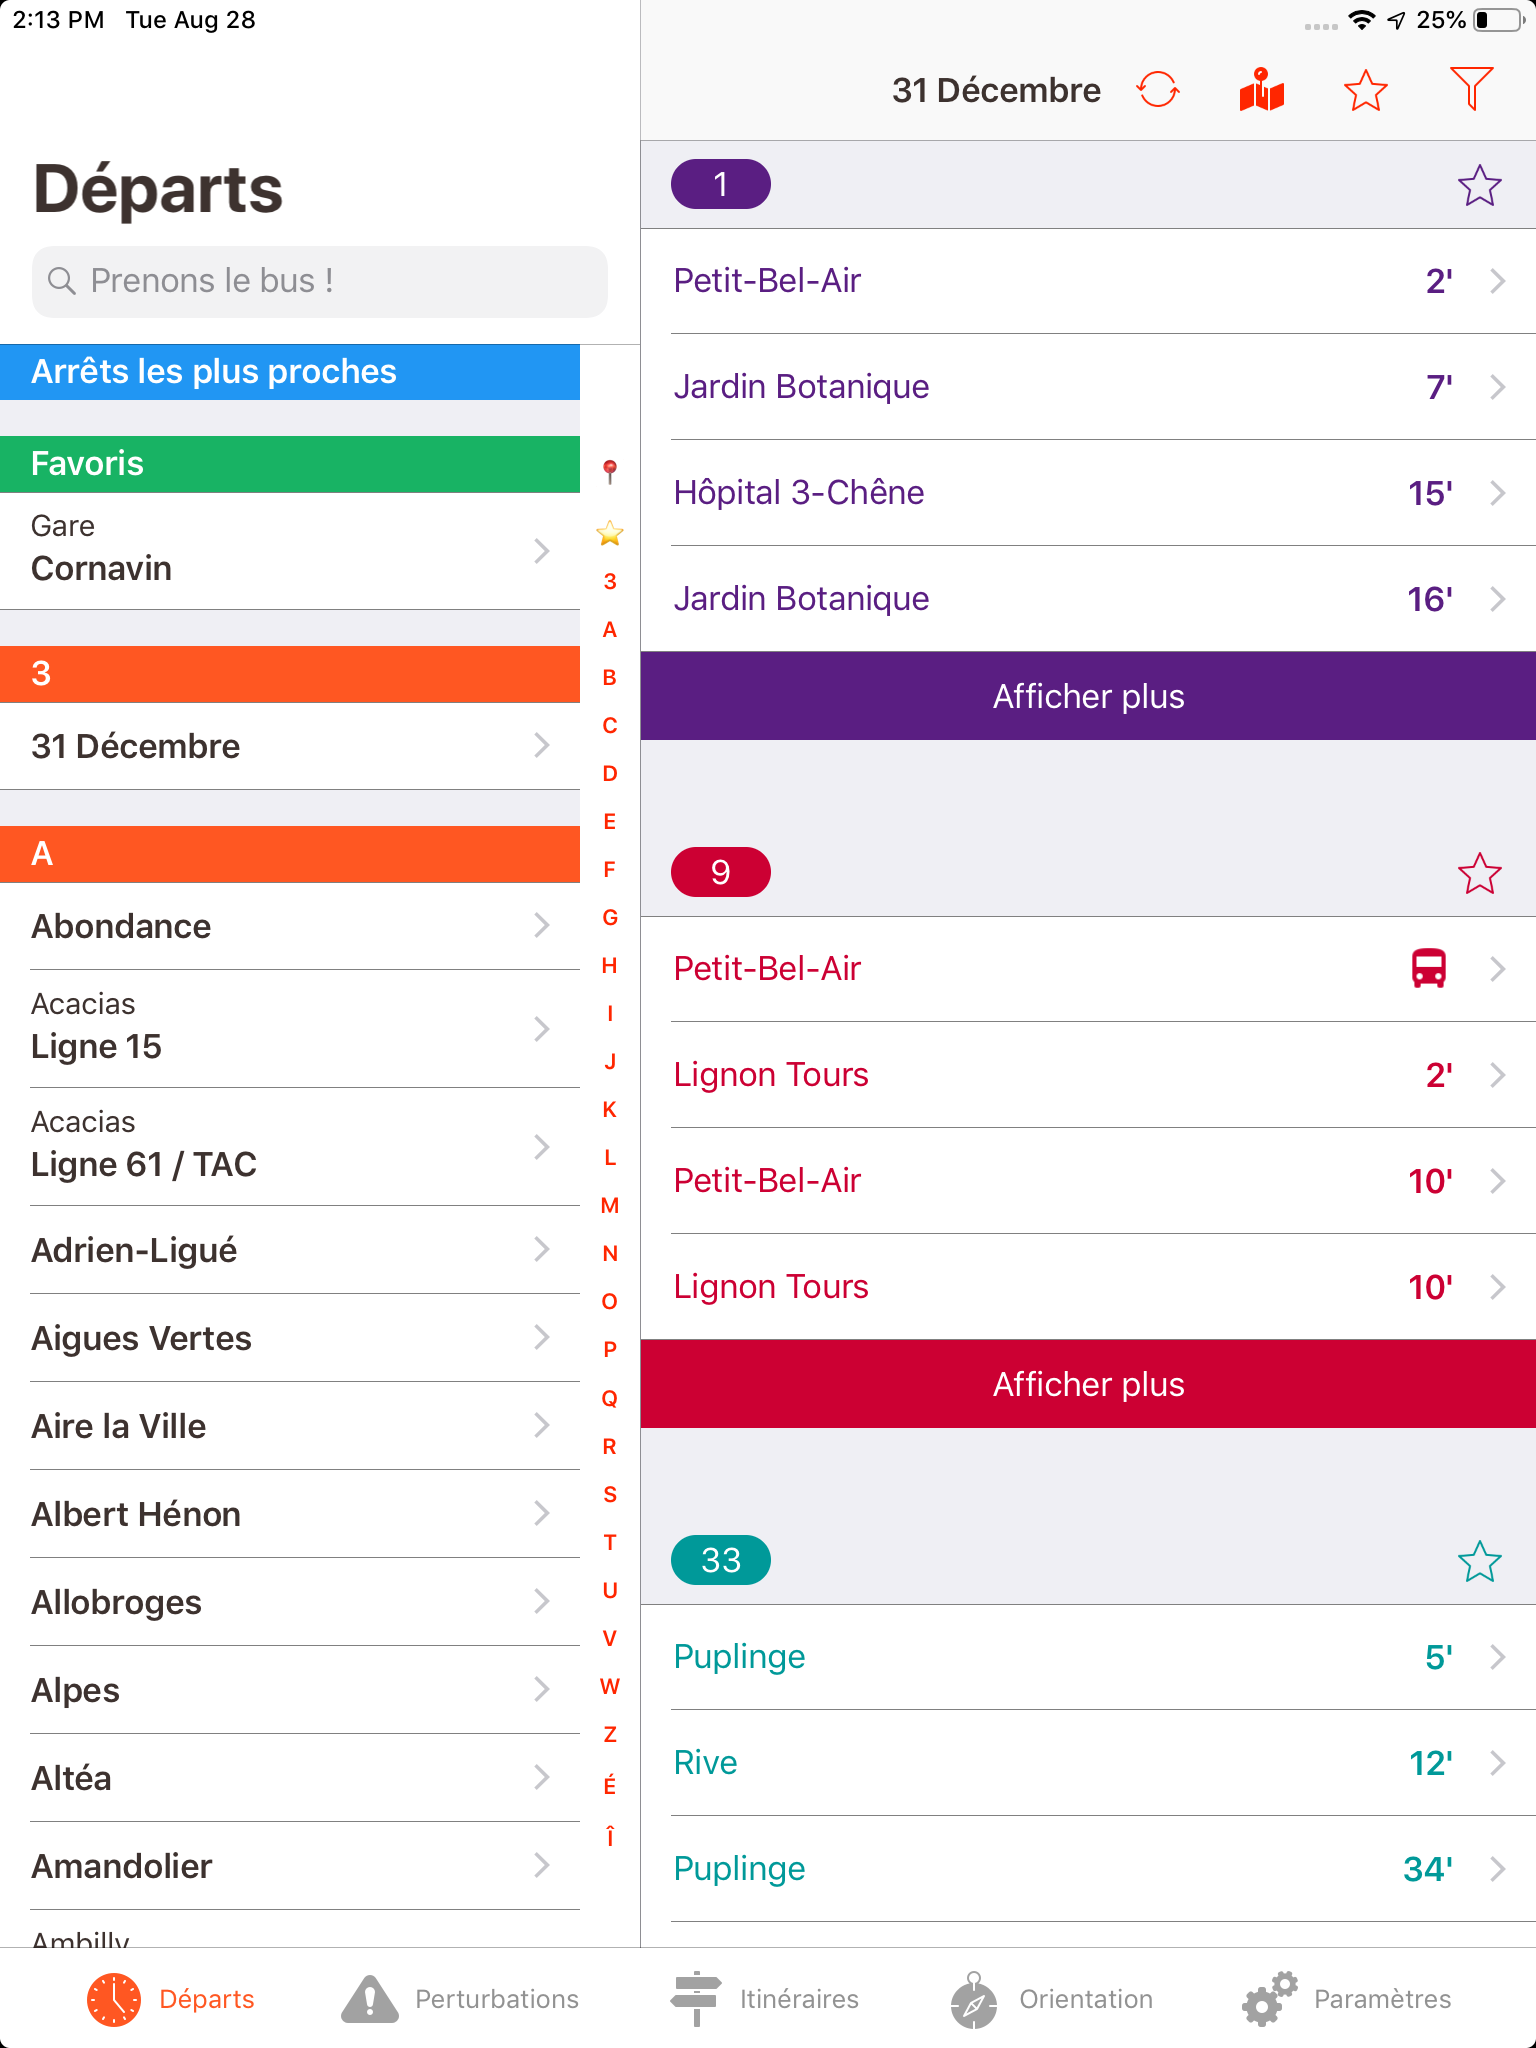 2:13 PM Tue Aug 28
25%
Départs
Prenons le bus !
Arrêts les plus proches
Favoris
Gare
Cornavin
3
31 Décembre
A
Abondance
Acacias
Ligne 15
Acacias
Ligne 61 / TAC
Adrien-Ligué
Aigues Vertes
Aire la Ville
Albert Hénon
Allobroges
Alpes
Altéa
Amandolier
Ambilly
3
A
B
C
D
E
F
G
H
I
J
K
L
M
N
O
P
Q
R
S
T
U
V
W
Z
É
Î
31 Décembre
1
Petit-Bel-Air 2'
Jardin Botanique 7'
Hôpital 3-Chêne 15'
Jardin Botanique 16'
Afficher plus
9
Petit-Bel-Air
Lignon Tours 2'
Petit-Bel-Air 10'
Lignon Tours 10'
Afficher plus
33
Puplinge 5'
Rive 12'
Puplinge 34'
Départs
Perturbations
Itinéraires
Orientation
Paramètres